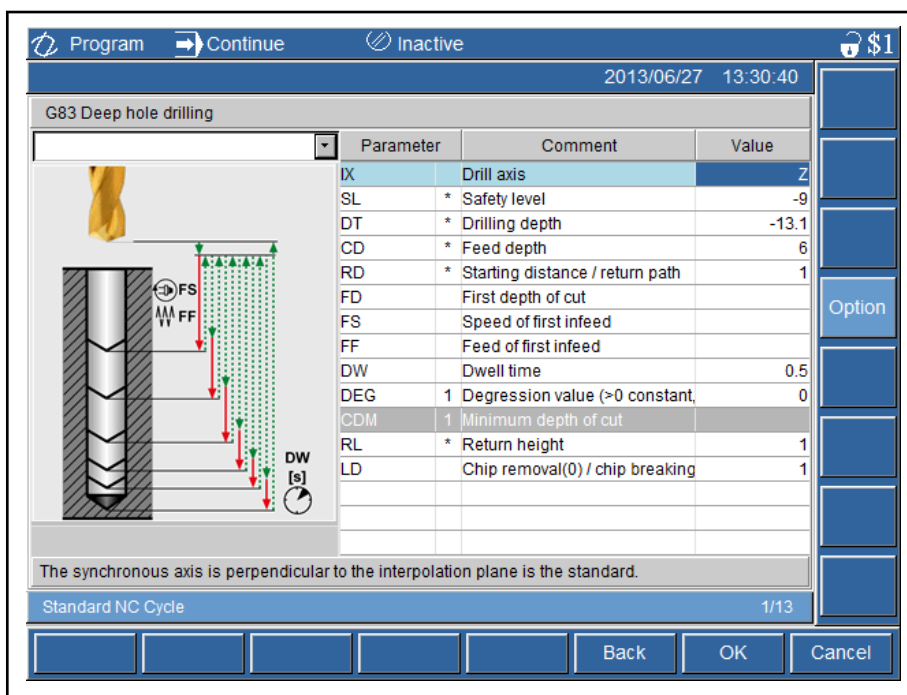 Program Continue Inactive $1
2013/06/27 13:30:40
G83 Deep hole drilling
Parameter Comment Value
IX Drill axis Z
SL * Safety level -9
DT * Drilling depth -13.1
CD * Feed depth 6
RD * Starting distance / return path 1
FD First depth of cut
FS Speed of first infeed
FF Feed of first infeed
DW Dwell time 0.5
DEG 1 Degression value (>0 constant, 0
CDM 1 Minimum depth of cut
RL * Return height 1
LD Chip removal(0) / chip breaking 1
FS
FF
DW
[s]
Option
The synchronous axis is perpendicular to the interpolation plane is the standard.
Standard NC Cycle 1/13
Back OK Cancel